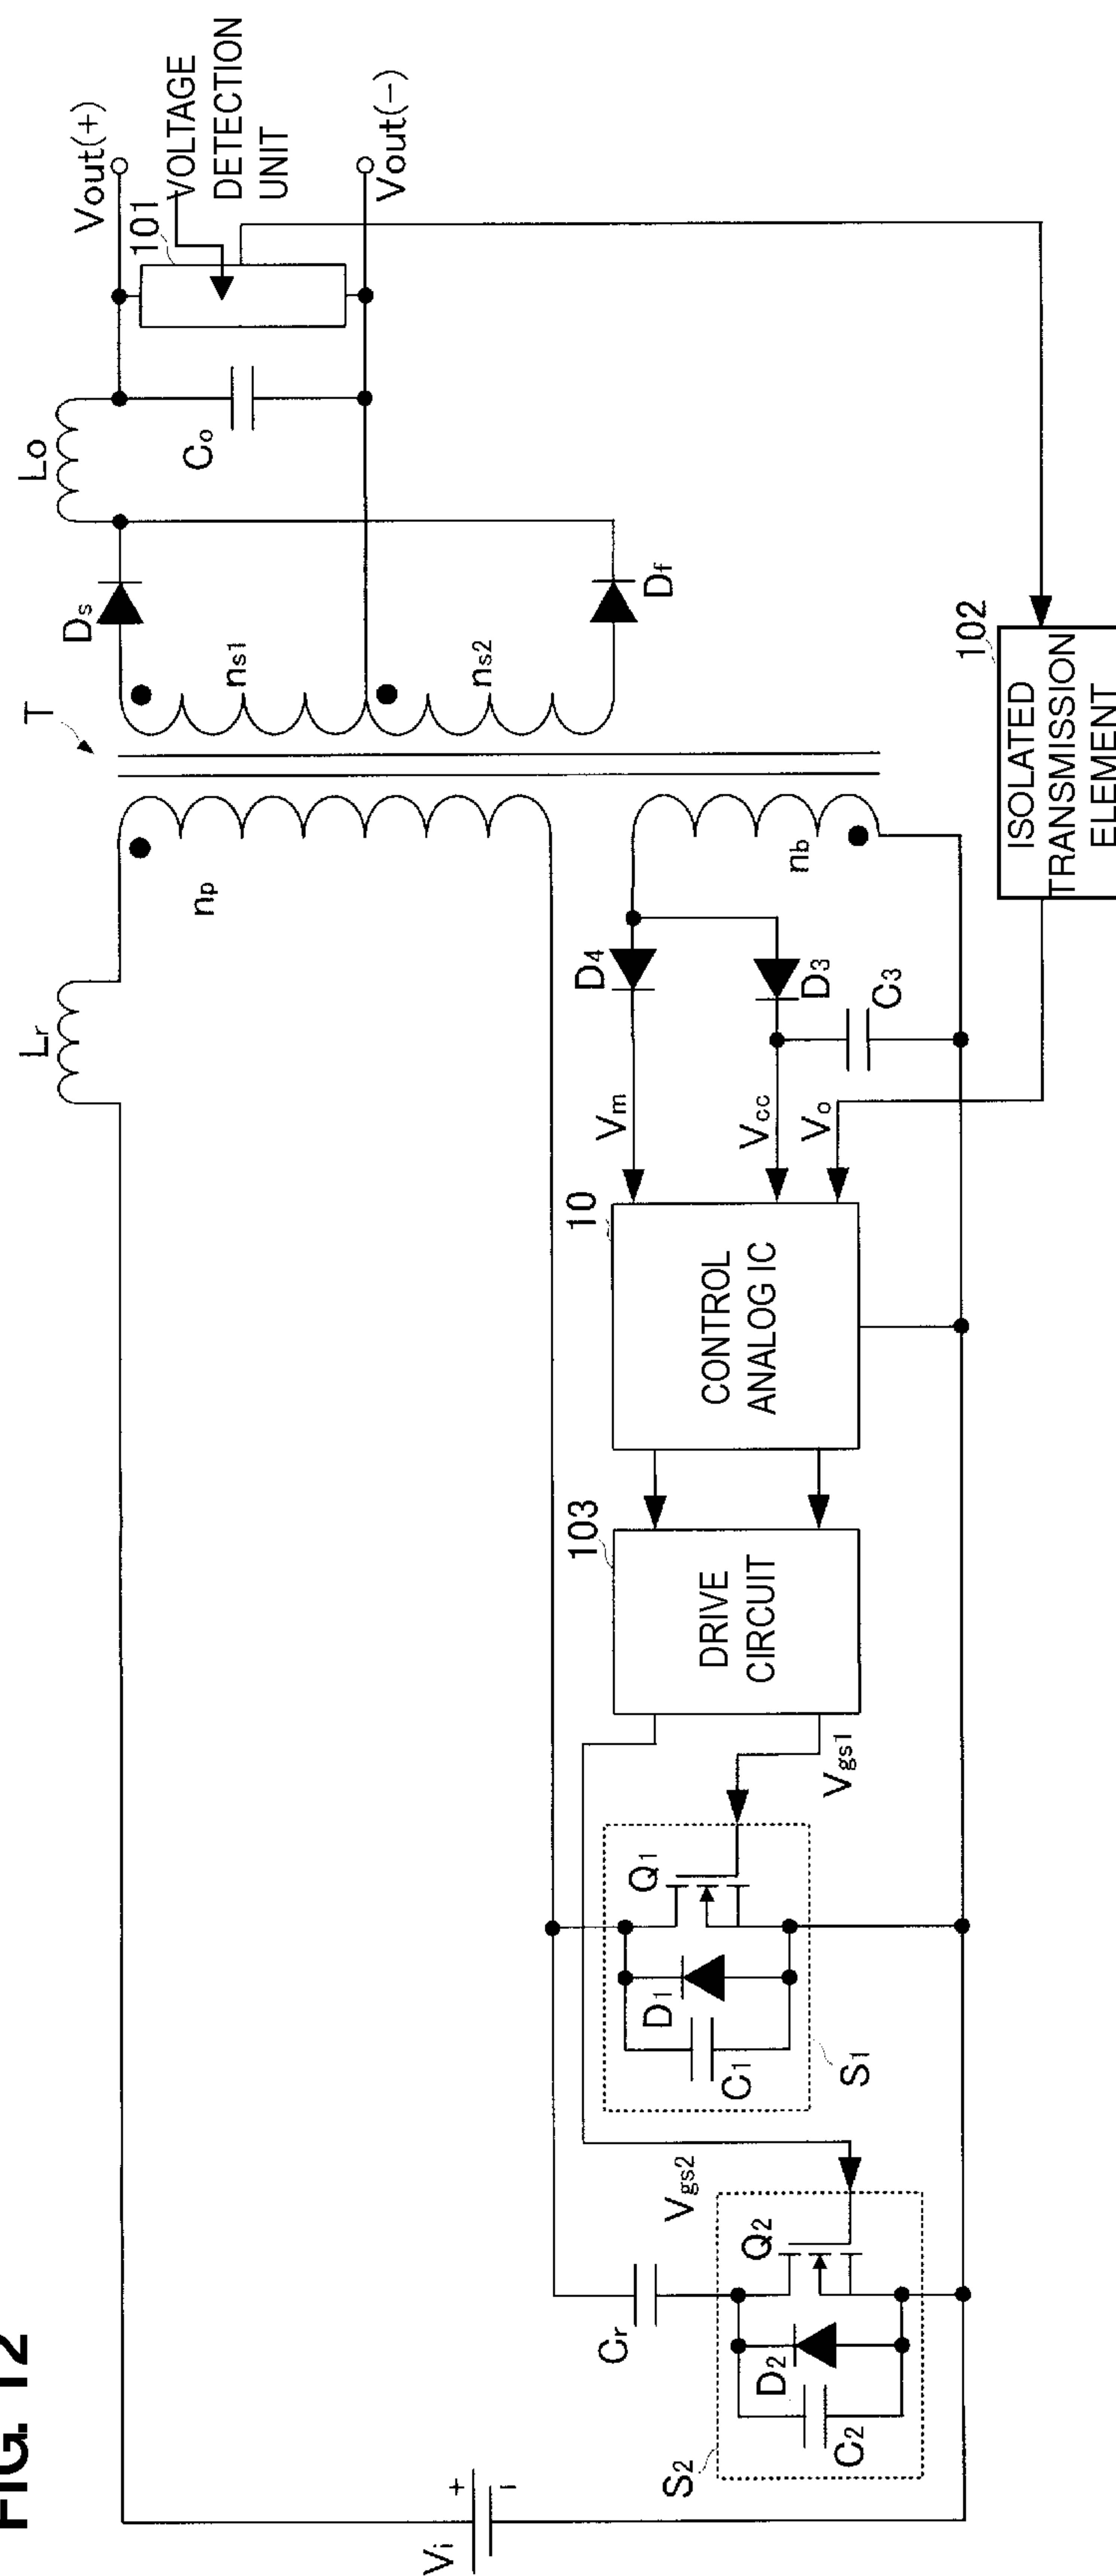 FIG. 12
Vi
+
−
Lr
T
np
Ds
ns1
ns2
Df
Lo
Co
Vout(+)
101
VOLTAGE
DETECTION
UNIT
Vout(-)
S2
C2
D2
Q2
Cr
Vgs2
S1
C1
D1
Q1
Vgs1
103
DRIVE
CIRCUIT
10
CONTROL
ANALOG IC
Vm
Vcc
Vo
D4
D3
C3
nb
102
ISOLATED
TRANSMISSION
ELEMENT